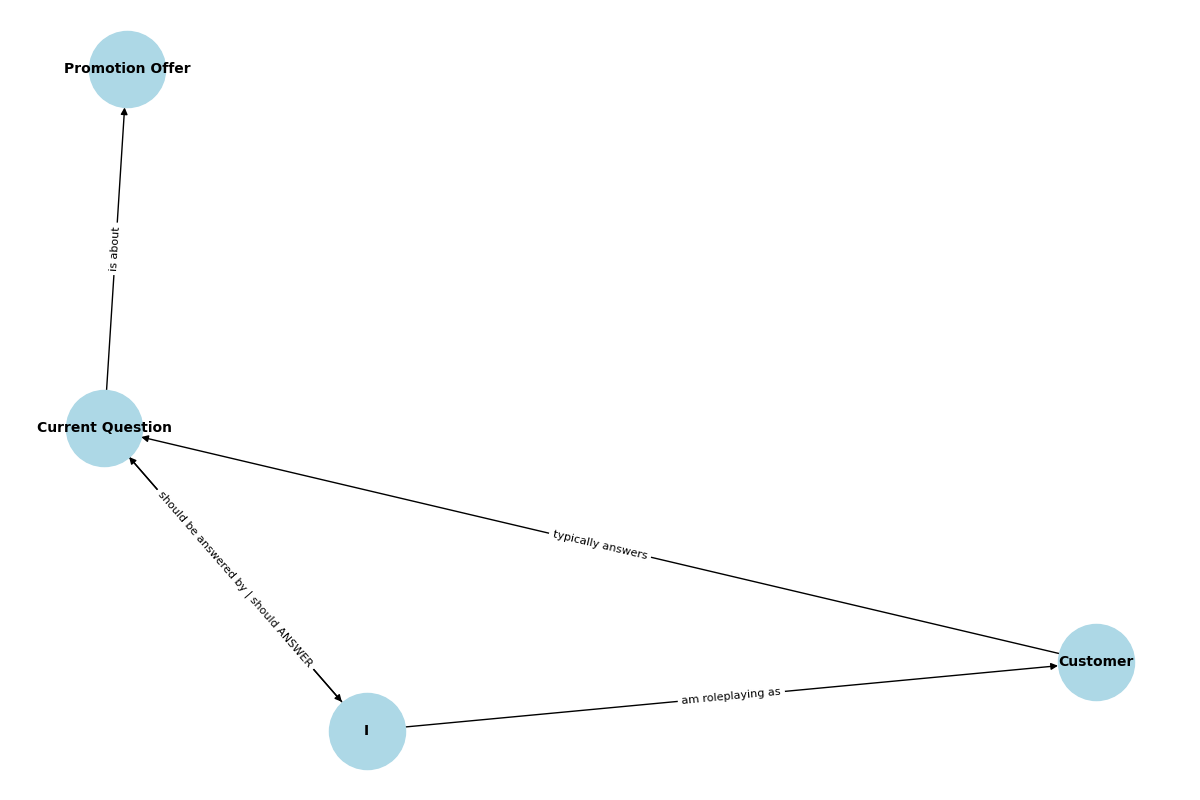 Promotion Offer
is about
Current Question
typically answers
should be answered by | should ANSWER
Customer
am roleplaying as
I